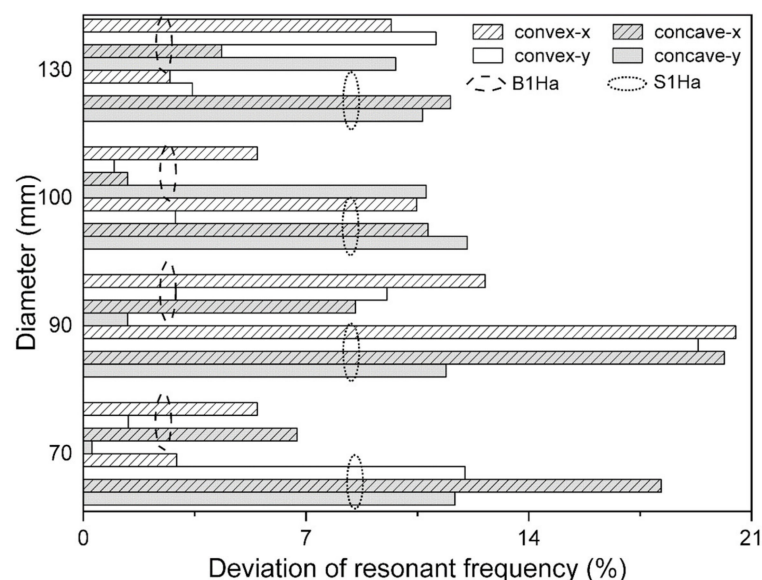 convex-x concave-x
convex-y concave-y
B1Ha S1Ha
130
100
90
70
Diameter (mm)
0 7 14 21
Deviation of resonant frequency (%)